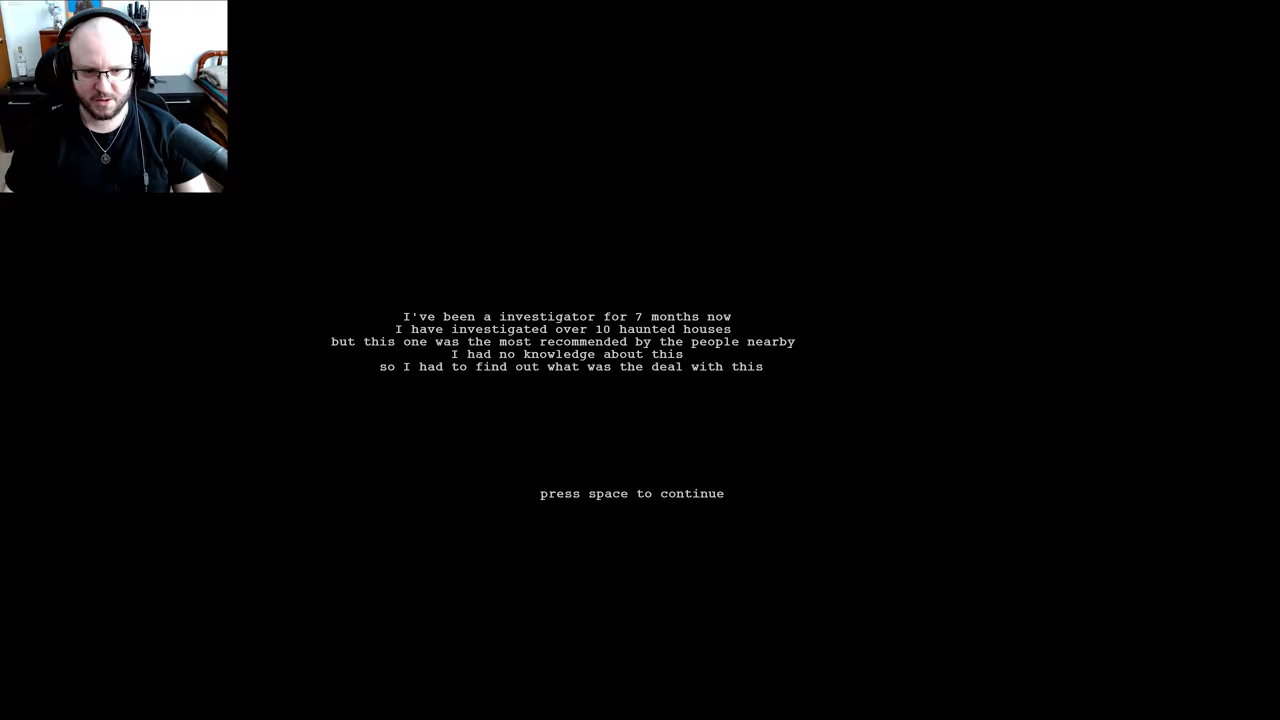 I've been a investigator for 7 months now
I have investigated over 10 haunted houses
but this one was the most recommended by the people nearby
I had no knowledge about this
so I had to find out what was the deal with this
press space to continue